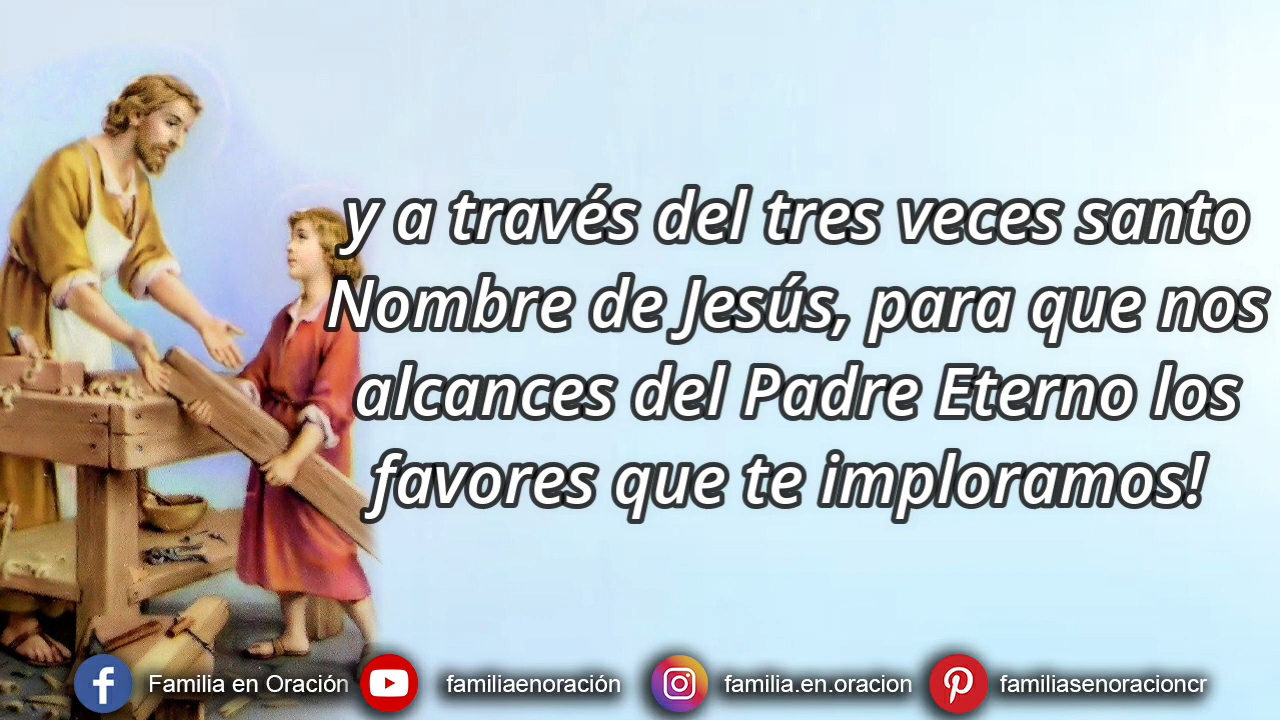 y a través del tres veces santo
Nombre de Jesús, para que nos
alcances del Padre Eterno los
favores que te imploramos!
Familia en Oración
familiaenoración
familia.en.oracion
familiasenoracioncr